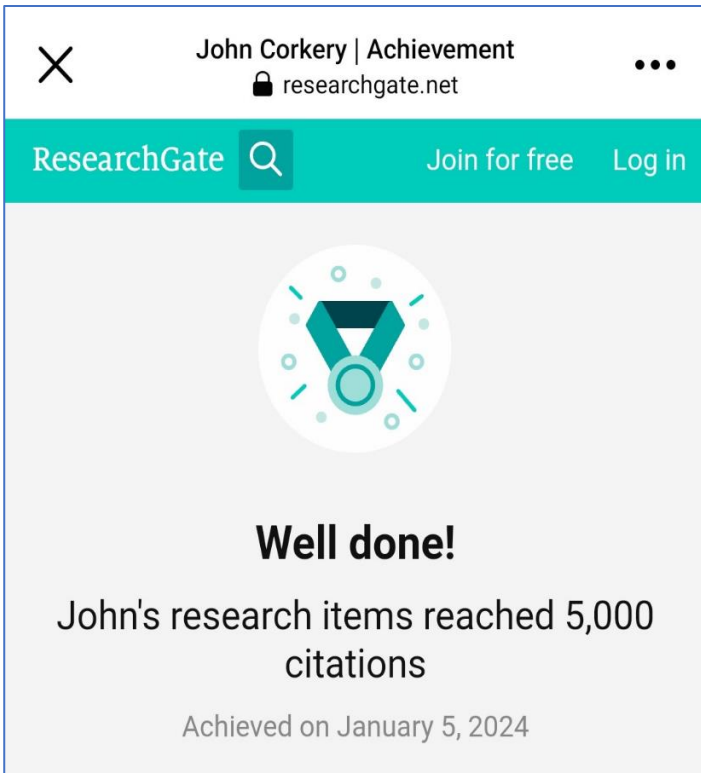 John Corkery | Achievement
researchgate.net
ResearchGate
Join for free
Log in
Well done!
John's research items reached 5,000
citations
Achieved on January 5, 2024